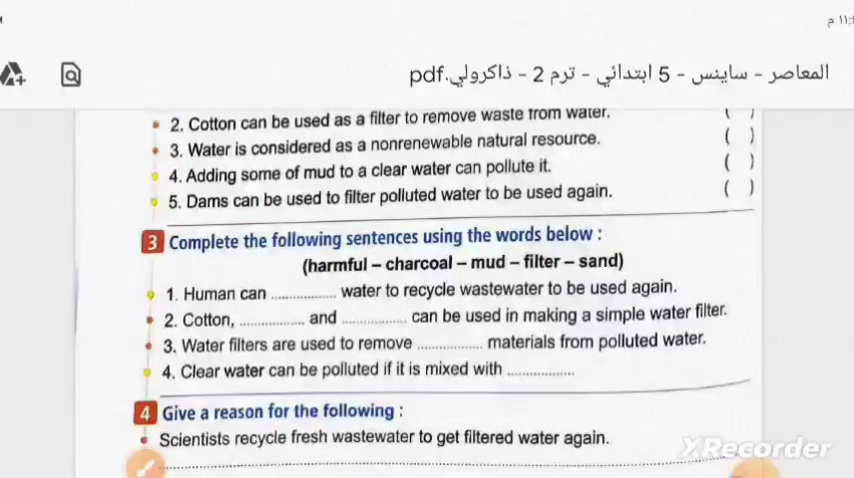 م ١١:
المعاصر - ساينس - 5 ابتدائي - ترم 2 - ذاكرولي.pdf
2. Cotton can be used as a filter to remove waste from water. ( )
3. Water is considered as a nonrenewable natural resource. ( )
4. Adding some of mud to a clear water can pollute it. ( )
5. Dams can be used to filter polluted water to be used again. ( )
3 Complete the following sentences using the words below :
(harmful – charcoal – mud – filter – sand)
1. Human can .............. water to recycle wastewater to be used again.
2. Cotton, .............. and .............. can be used in making a simple water filter.
3. Water filters are used to remove .............. materials from polluted water.
4. Clear water can be polluted if it is mixed with ..............
4 Give a reason for the following :
Scientists recycle fresh wastewater to get filtered water again.
XRecorder